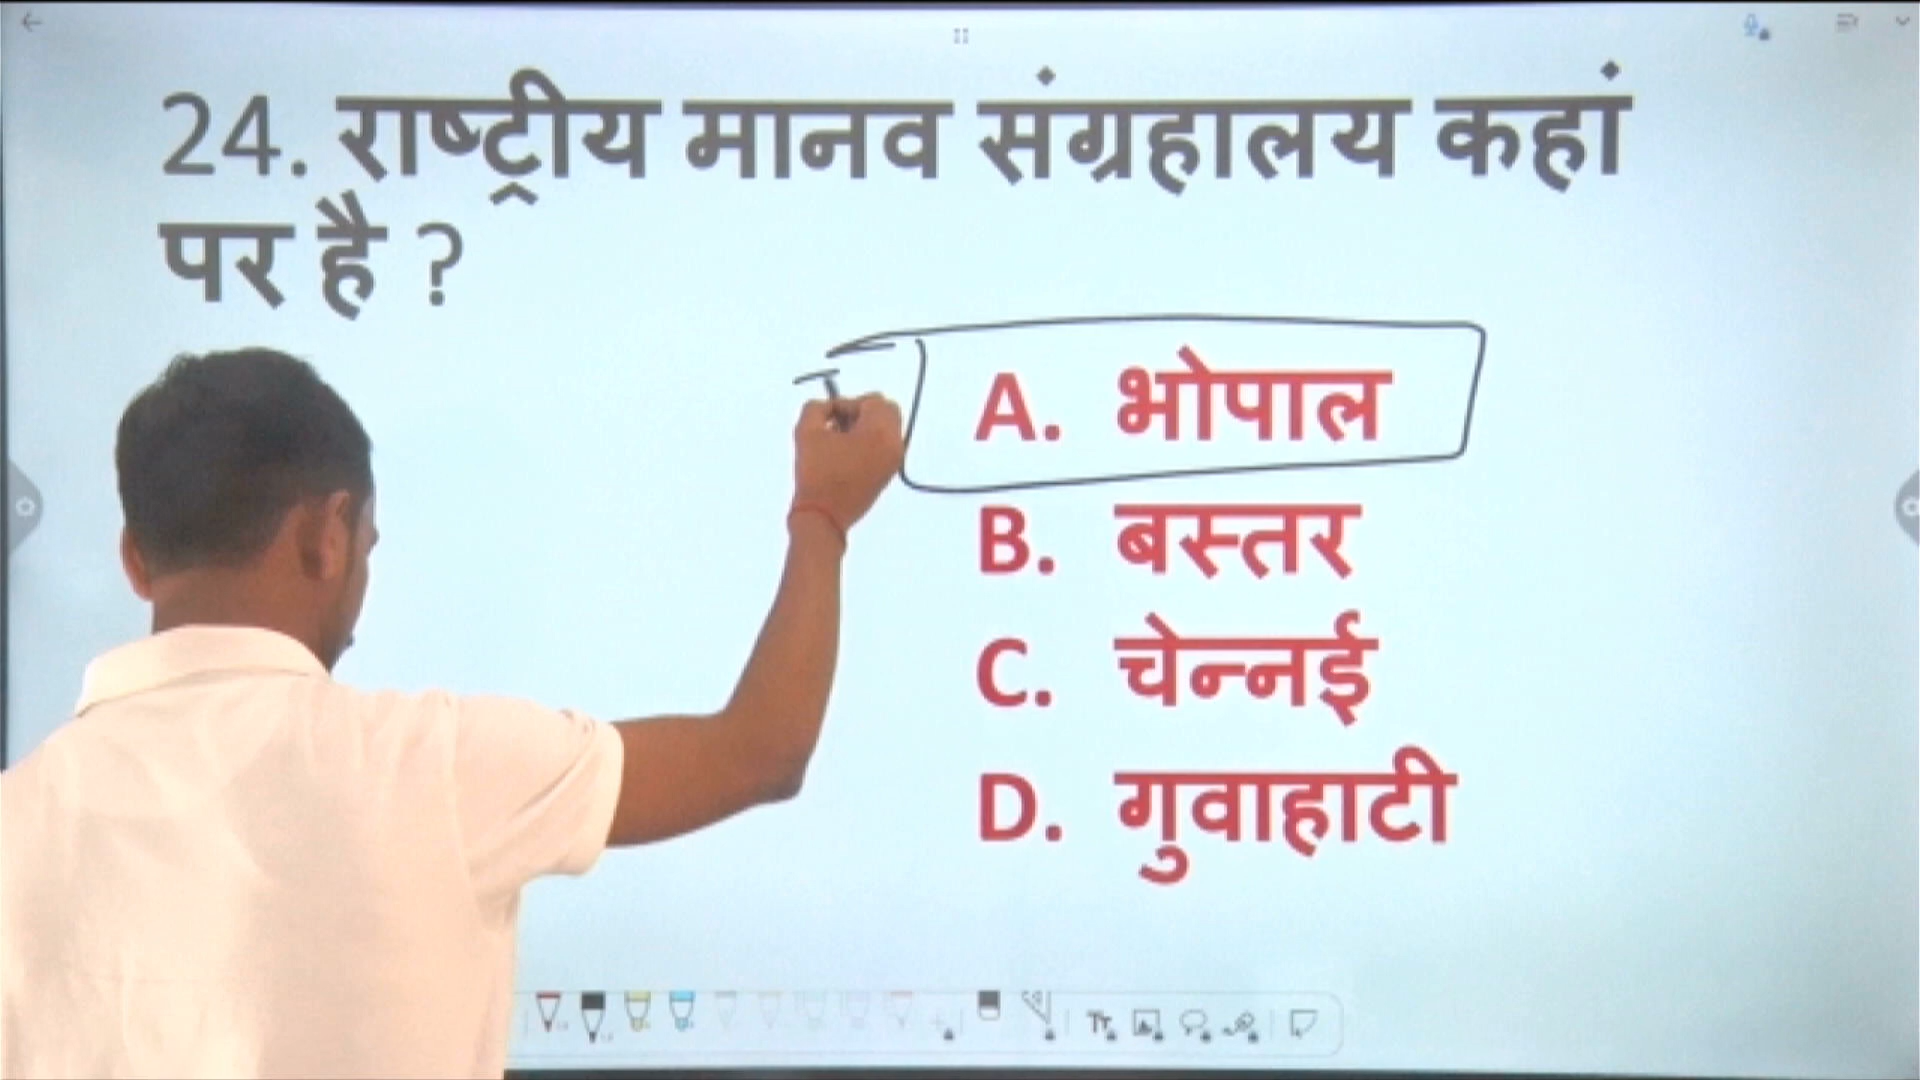 24. राष्ट्रीय मानव संग्रहालय कहां
पर है ?
A. भोपाल
B. बस्तर
C. चेन्नई
D. गुवाहाटी